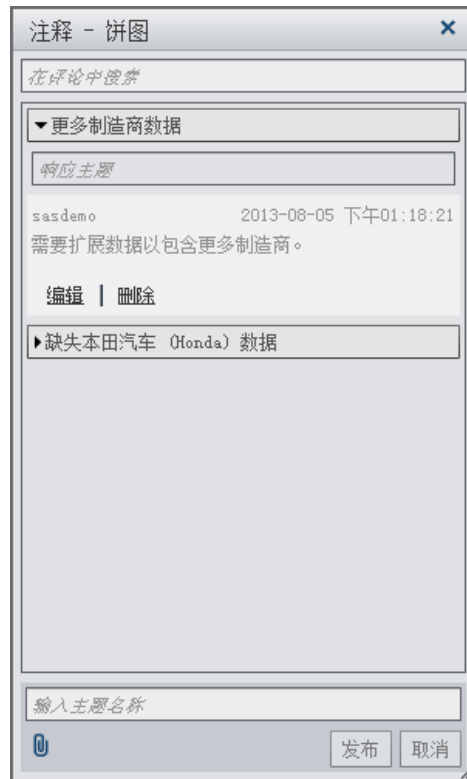 注释 - 饼图
在评论中搜索
更多制造商数据
响应主题
sasdemo 2013-08-05 下午01:18:21
需要扩展数据以包含更多制造商。
编辑 | 删除
缺失本田汽车 (Honda) 数据
输入主题名称
发布 取消